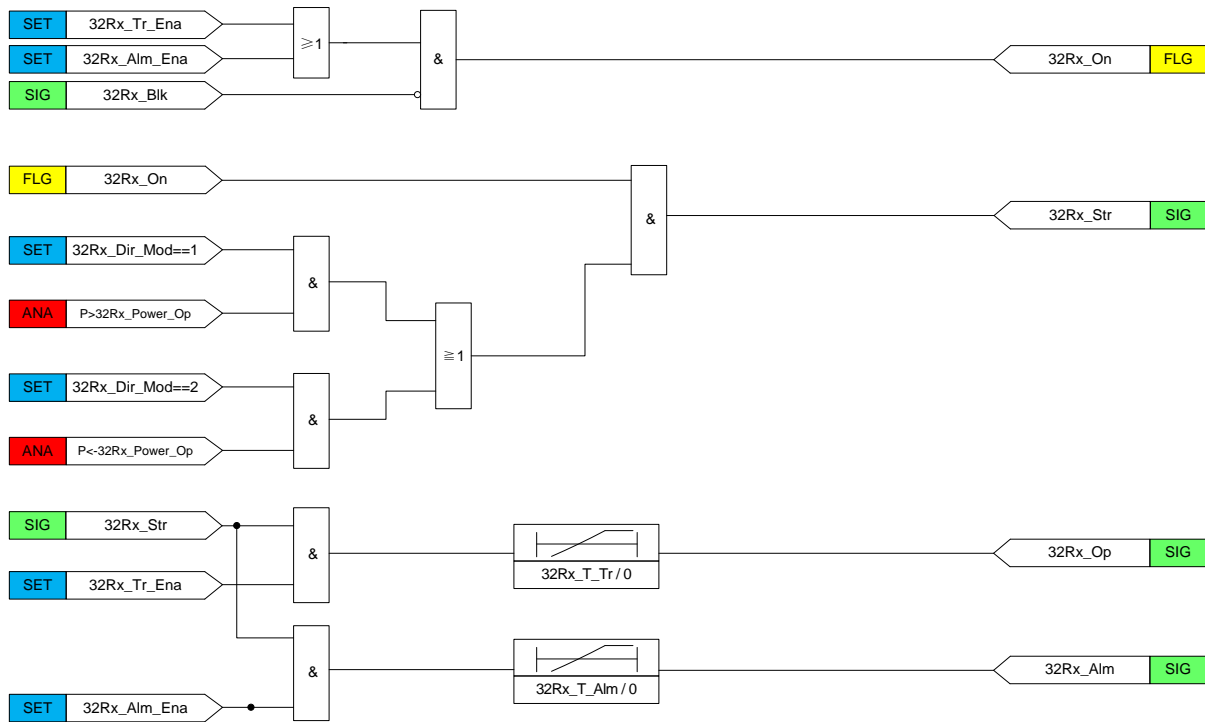 SET 32Rx_Tr_Ena
≥1
SET 32Rx_Alm_Ena
&
32Rx_On FLG
SIG 32Rx_Blk
FLG 32Rx_On
&
32Rx_Str SIG
SET 32Rx_Dir_Mod==1
&
ANA P>32Rx_Power_Op
≧1
SET 32Rx_Dir_Mod==2
&
ANA P<-32Rx_Power_Op
SIG 32Rx_Str
&
32Rx_T_Tr / 0
32Rx_Op SIG
SET 32Rx_Tr_Ena
&
32Rx_T_Alm / 0
32Rx_Alm SIG
SET 32Rx_Alm_Ena